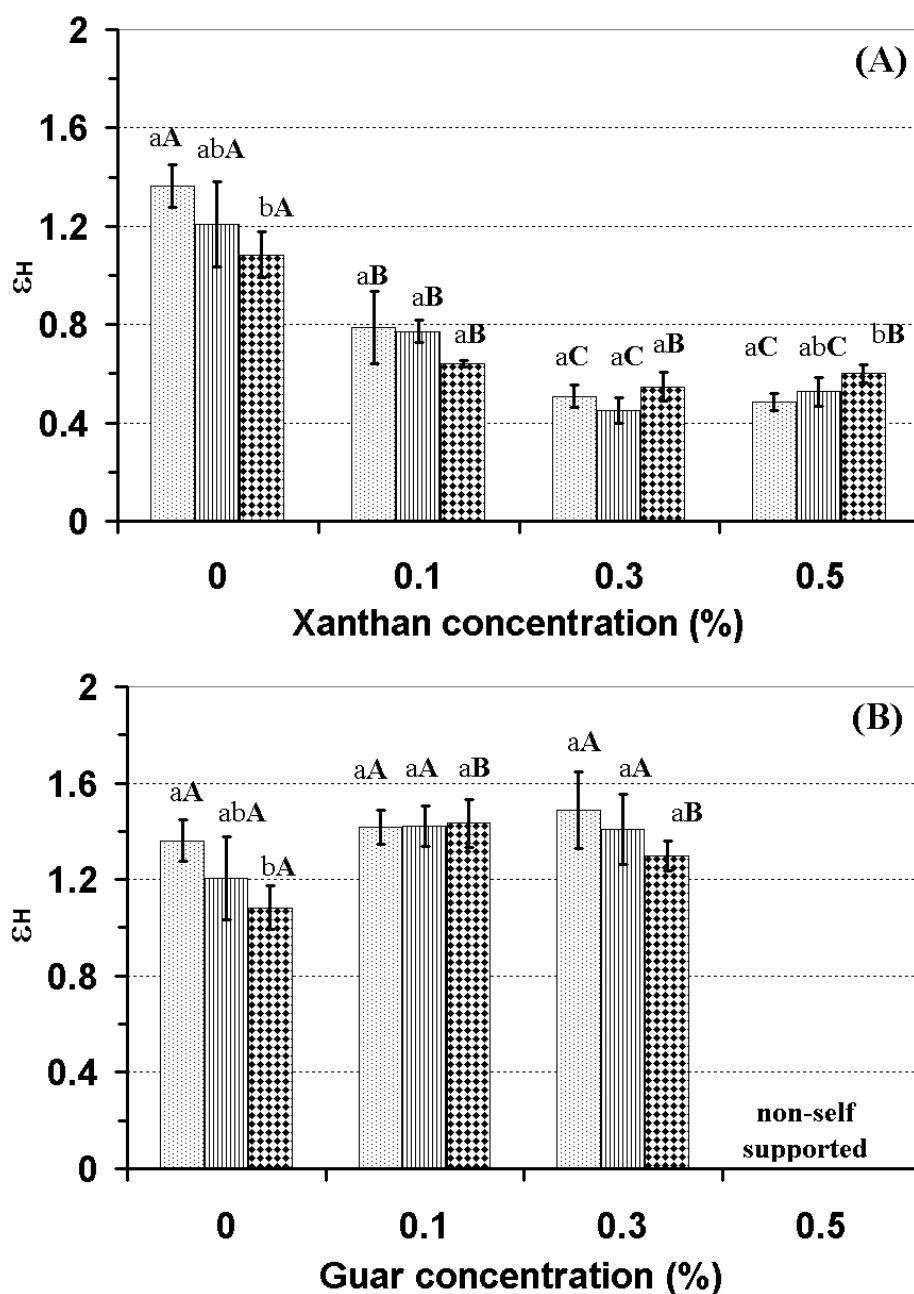 2
(A)
1.6
aA
abA
bA
1.2
εH
aB
aB
aB
0.8
aC
aC
aB
aC
abC
bB
0.4
0
0
0.1
0.3
0.5
Xanthan concentration (%)
2
(B)
1.6
aA
abA
bA
aA
aA
aB
aA
aA
aB
1.2
εH
0.8
0.4
non-self
supported
0
0
0.1
0.3
0.5
Guar concentration (%)